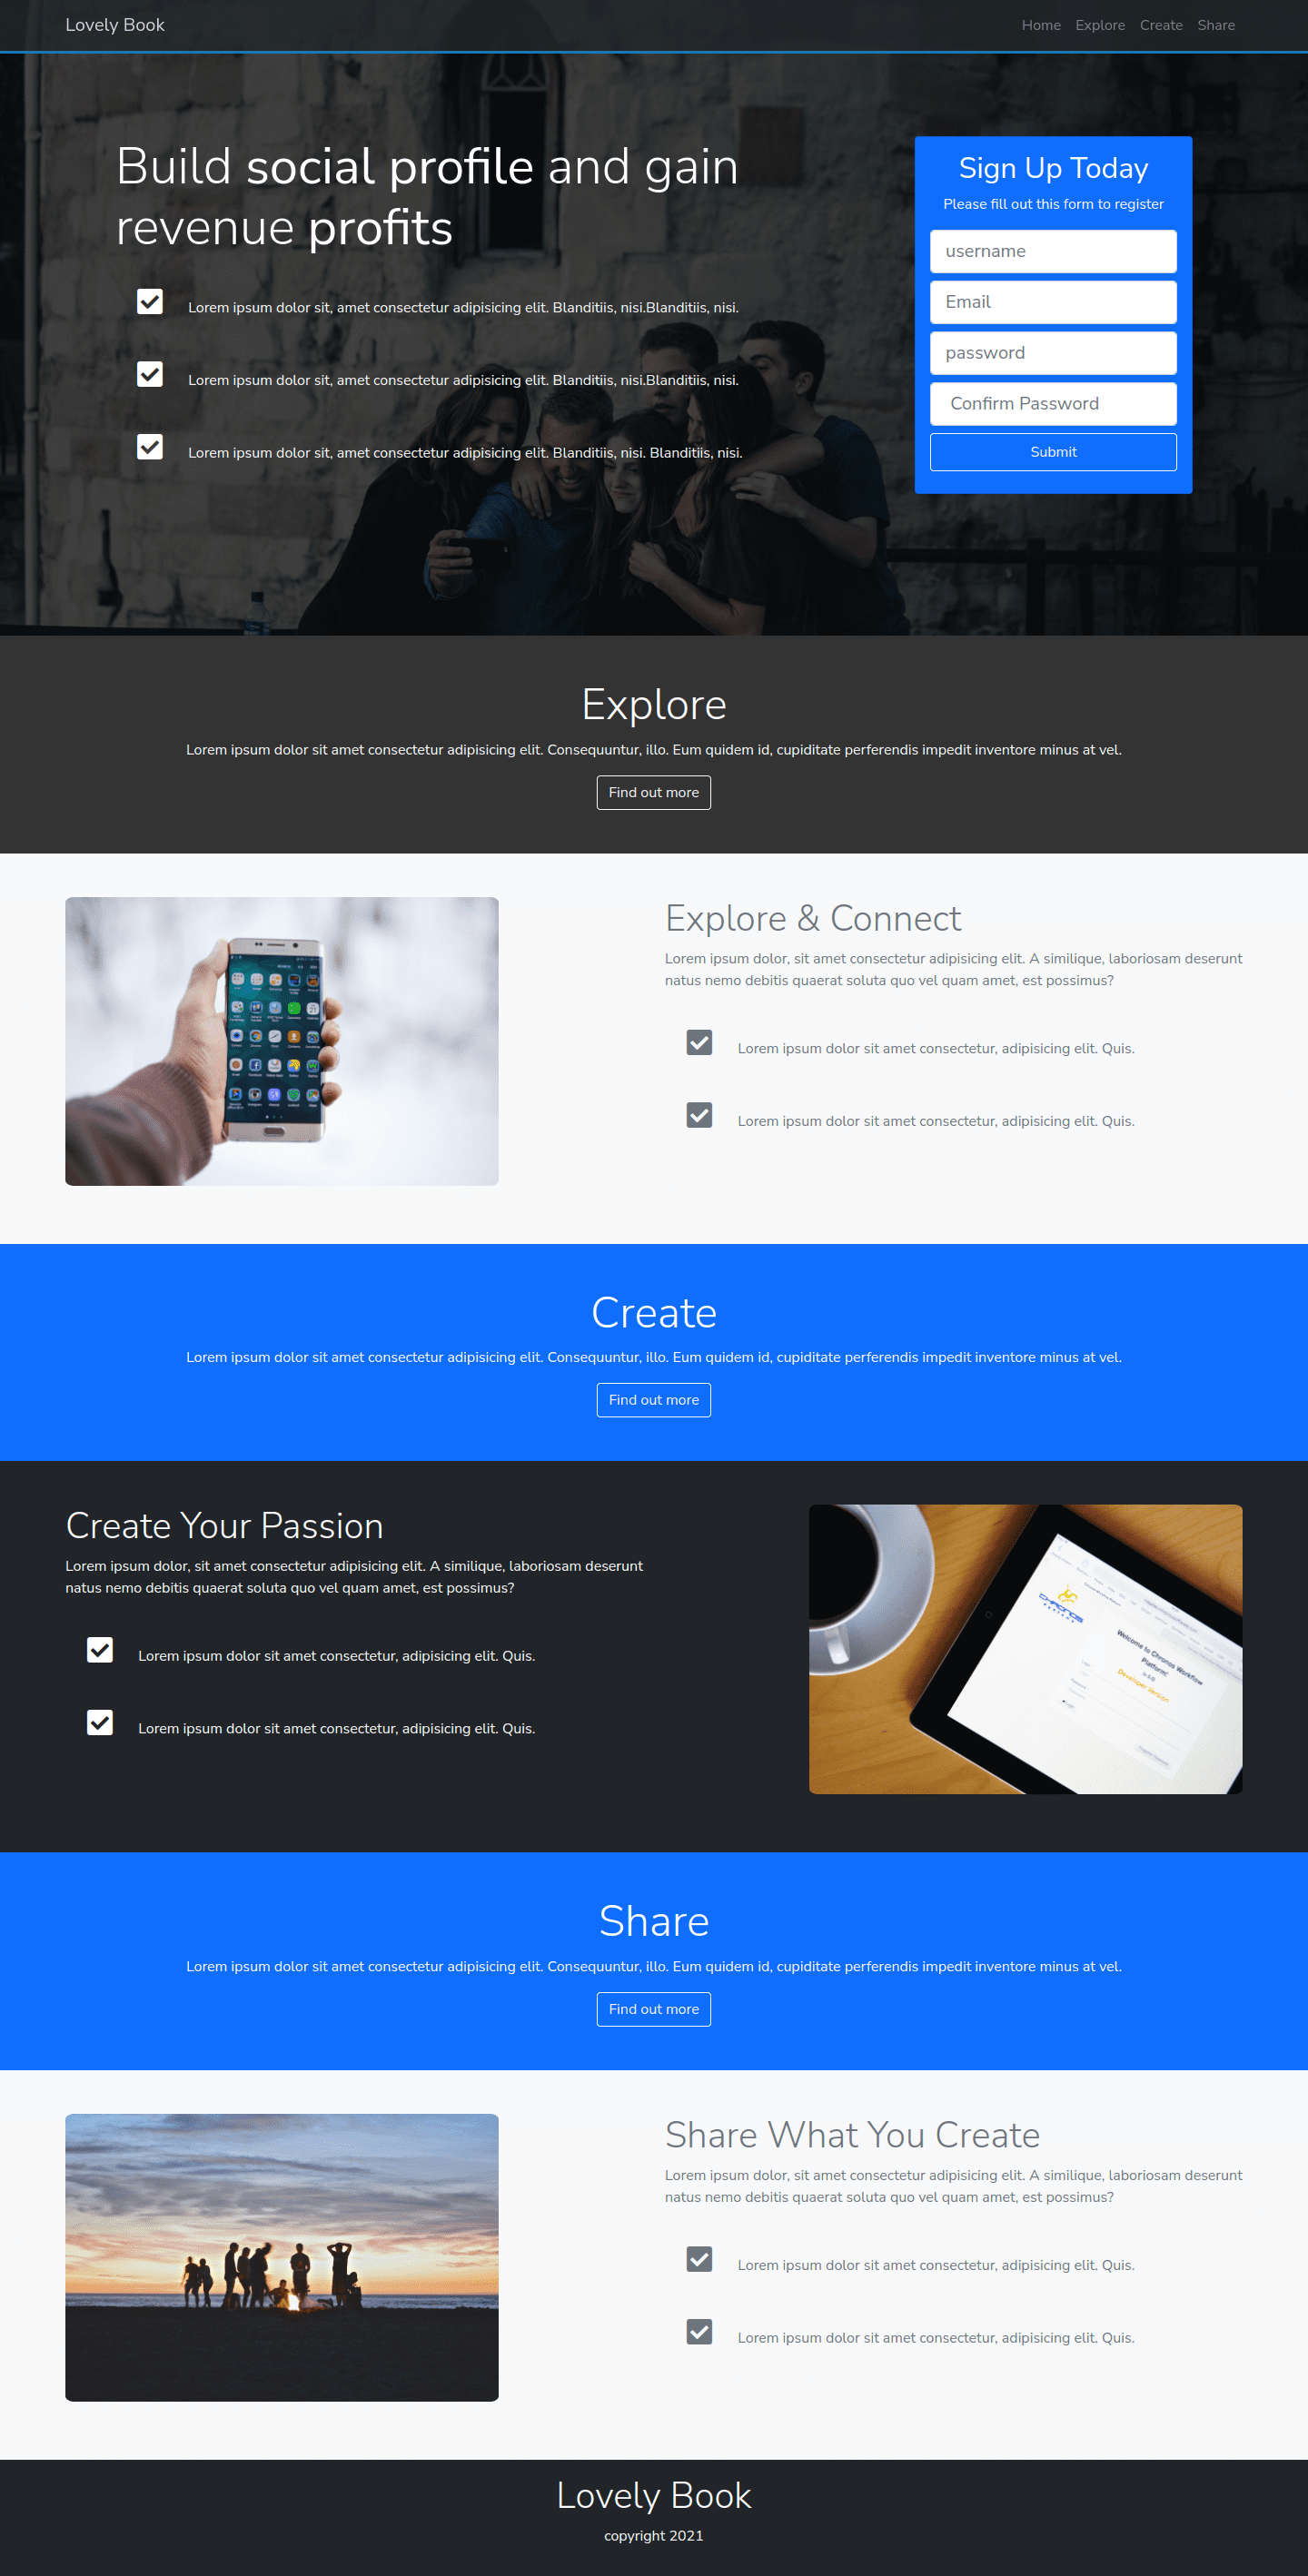 Lovely Book
Home Explore Create Share
Build social profile and gain
revenue profits
Lorem ipsum dolor sit, amet consectetur adipisicing elit. Blanditiis, nisi.Blanditiis, nisi.
Lorem ipsum dolor sit, amet consectetur adipisicing elit. Blanditiis, nisi.Blanditiis, nisi.
Lorem ipsum dolor sit, amet consectetur adipisicing elit. Blanditiis, nisi. Blanditiis, nisi.
Sign Up Today
Please fill out this form to register
username
Email
password
Confirm Password
Submit
Explore
Lorem ipsum dolor sit amet consectetur adipisicing elit. Consequuntur, illo. Eum quidem id, cupiditate perferendis impedit inventore minus at vel.
Find out more
Explore & Connect
Lorem ipsum dolor, sit amet consectetur adipisicing elit. A similique, laboriosam deserunt
natus nemo debitis quaerat soluta quo vel quam amet, est possimus?
Lorem ipsum dolor sit amet consectetur, adipisicing elit. Quis.
Lorem ipsum dolor sit amet consectetur, adipisicing elit. Quis.
Create
Lorem ipsum dolor sit amet consectetur adipisicing elit. Consequuntur, illo. Eum quidem id, cupiditate perferendis impedit inventore minus at vel.
Find out more
Create Your Passion
Lorem ipsum dolor, sit amet consectetur adipisicing elit. A similique, laboriosam deserunt
natus nemo debitis quaerat soluta quo vel quam amet, est possimus?
Lorem ipsum dolor sit amet consectetur, adipisicing elit. Quis.
Lorem ipsum dolor sit amet consectetur, adipisicing elit. Quis.
CHRONOS
Welcome to Chronos Workflow
Platform!
Developer Version
Share
Lorem ipsum dolor sit amet consectetur adipisicing elit. Consequuntur, illo. Eum quidem id, cupiditate perferendis impedit inventore minus at vel.
Find out more
Share What You Create
Lorem ipsum dolor, sit amet consectetur adipisicing elit. A similique, laboriosam deserunt
natus nemo debitis quaerat soluta quo vel quam amet, est possimus?
Lorem ipsum dolor sit amet consectetur, adipisicing elit. Quis.
Lorem ipsum dolor sit amet consectetur, adipisicing elit. Quis.
Lovely Book
copyright 2021